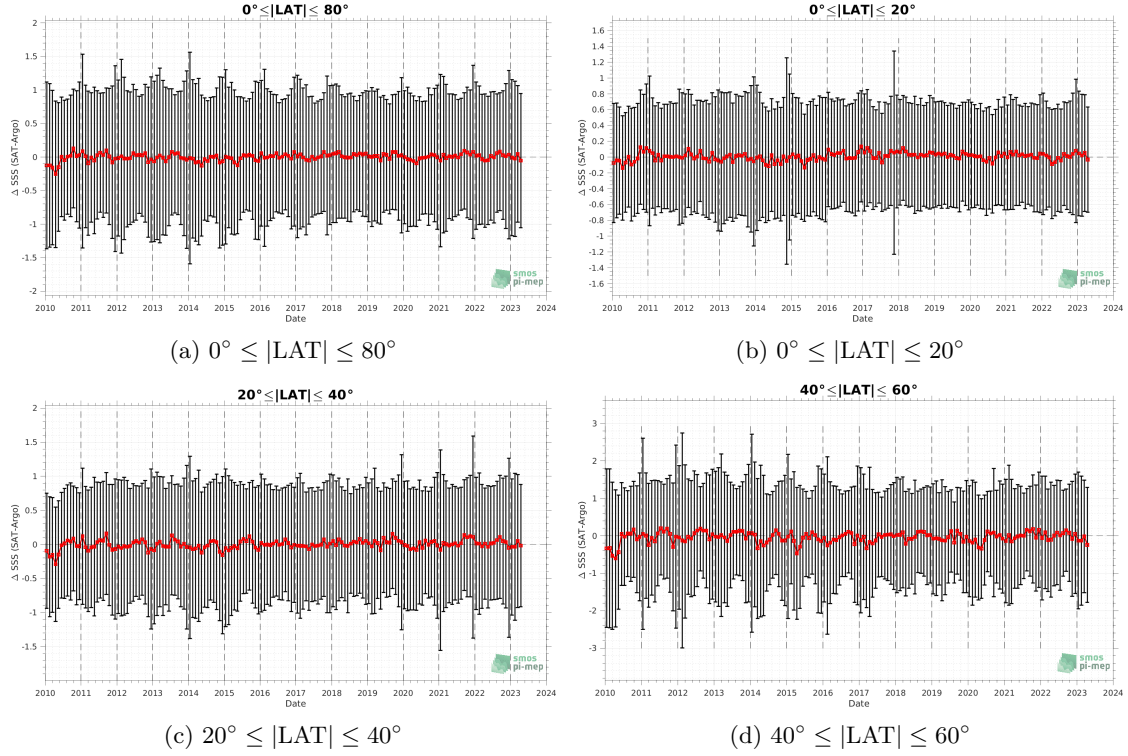 0°≤|LAT|≤ 80°
2
1.5
1
0.5
0
-0.5
-1
-1.5
-2
Δ SSS (SAT-Argo)
2010 2011 2012 2013 2014 2015 2016 2017 2018 2019 2020 2021 2022 2023 2024
Date
smos
pi-mep
(a) 0° ≤ |LAT| ≤ 80°
0°≤|LAT|≤ 20°
1.6
1.4
1.2
1
0.8
0.6
0.4
0.2
0
-0.2
-0.4
-0.6
-0.8
-1
-1.2
-1.4
-1.6
Δ SSS (SAT-Argo)
2010 2011 2012 2013 2014 2015 2016 2017 2018 2019 2020 2021 2022 2023 2024
Date
smos
pi-mep
(b) 0° ≤ |LAT| ≤ 20°
20°≤|LAT|≤ 40°
2
1.5
1
0.5
0
-0.5
-1
-1.5
Δ SSS (SAT-Argo)
2010 2011 2012 2013 2014 2015 2016 2017 2018 2019 2020 2021 2022 2023 2024
Date
smos
pi-mep
(c) 20° ≤ |LAT| ≤ 40°
40°≤|LAT|≤ 60°
3
2
1
0
-1
-2
-3
Δ SSS (SAT-Argo)
2010 2011 2012 2013 2014 2015 2016 2017 2018 2019 2020 2021 2022 2023 2024
Date
smos
pi-mep
(d) 40° ≤ |LAT| ≤ 60°